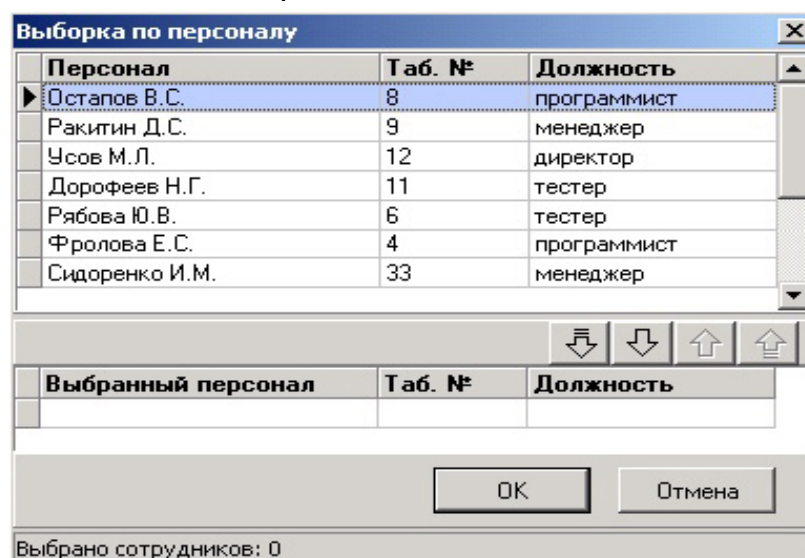 Выборка по персоналу
Персонал Таб. № Должность
Остапов В.С. 8 программист
Ракитин Д.С. 9 менеджер
Усов М.Л. 12 директор
Дорофеев Н.Г. 11 тестер
Рябова Ю.В. 6 тестер
Фролова Е.С. 4 программист
Сидоренко И.М. 33 менеджер
Выбранный персонал Таб. № Должность
OK Отмена
Выбрано сотрудников: 0